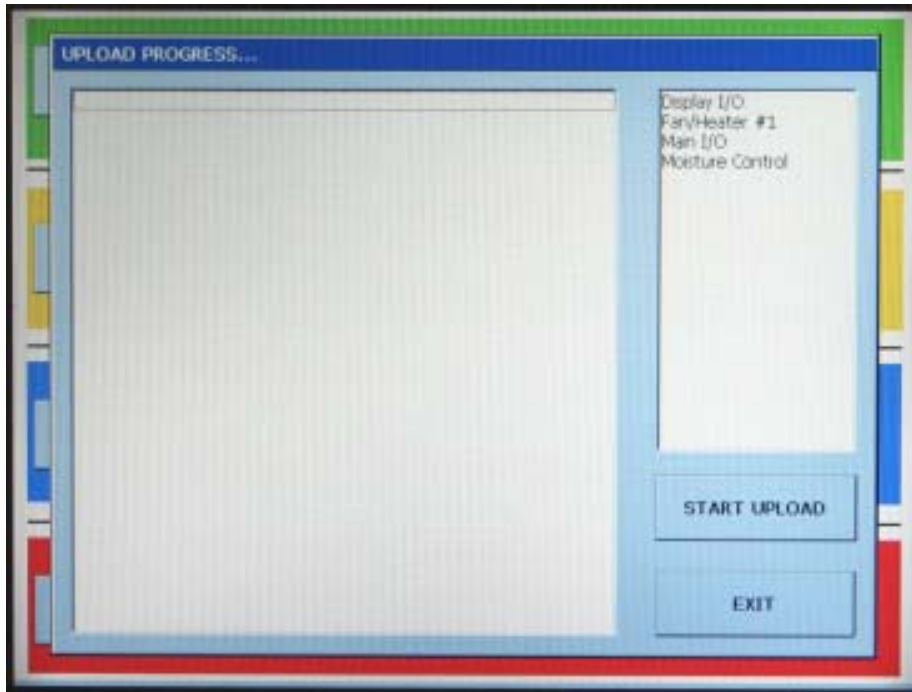 UPLOAD PROGRESS...
Display I/O
Fan/Heater #1
Main I/O
Moisture Control
START UPLOAD
EXIT